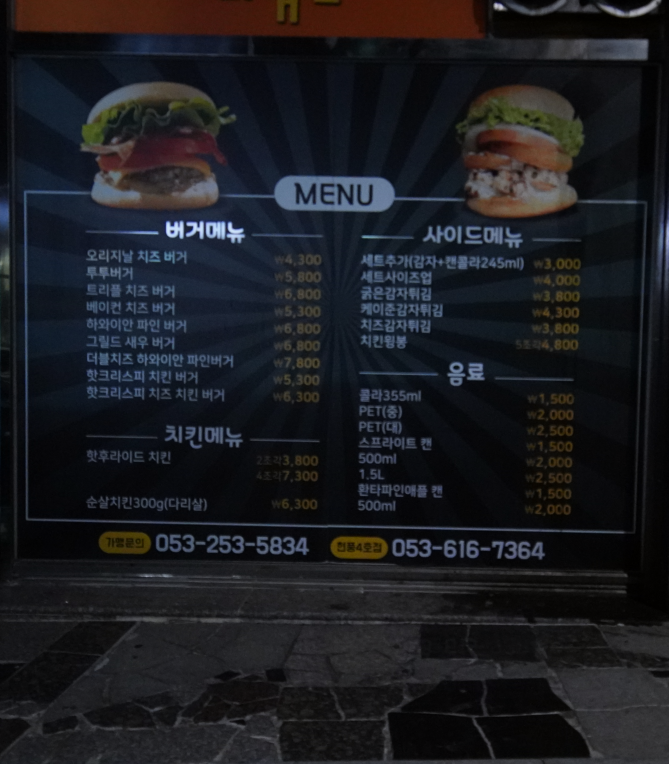 MENU
버거메뉴
오리지날 치즈 버거 ₩4,300
투투버거 ₩5,800
트리플 치즈 버거 ₩6,800
베이컨 치즈 버거 ₩5,300
하와이안 파인 버거 ₩6,800
그릴드 새우 버거 ₩6,800
더블치즈 하와이안 파인버거 ₩7,800
핫크리스피 치킨 버거 ₩5,300
핫크리스피 치즈 치킨 버거 ₩6,300
치킨메뉴
핫후라이드 치킨 2조각3,800
4조각7,300
순살치킨300g(다리살) ₩6,300
사이드메뉴
세트추가(감자+캔콜라245ml) ₩3,000
세트사이즈업 ₩4,000
굵은감자튀김 ₩3,800
케이준감자튀김 ₩4,300
치즈감자튀김 ₩3,800
치킨윙봉 5조각4,800
음료
콜라355ml ₩1,500
PET(중) ₩2,000
PET(대) ₩2,500
스프라이트 캔 ₩1,500
500ml ₩2,000
1.5L ₩2,500
환타파인애플 캔 ₩1,500
500ml ₩2,000
가맹문의 053-253-5834
053-616-7364